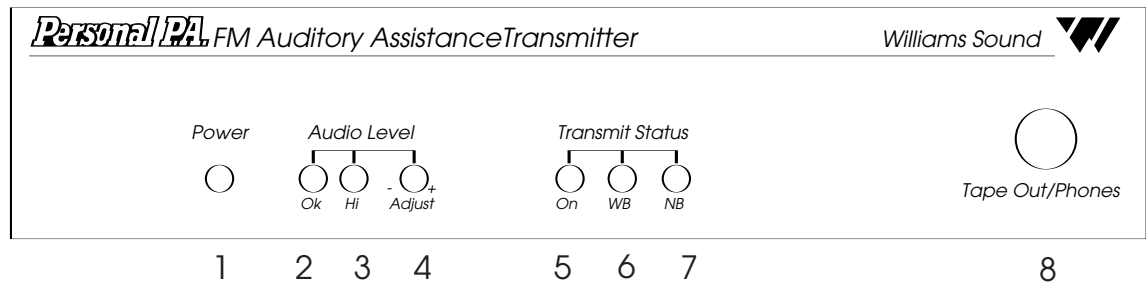 Personal PA FM Auditory AssistanceTransmitter Williams Sound
Power Audio Level Transmit Status
Ok Hi - + Adjust On WB NB Tape Out/Phones
1 2 3 4 5 6 7 8